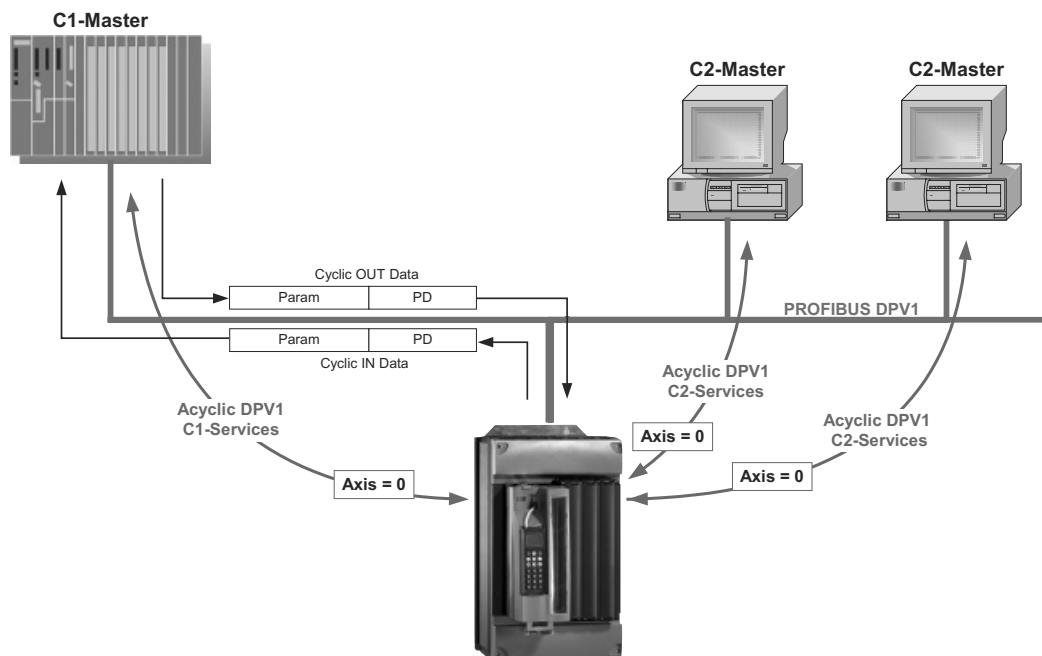 C1-Master
C2-Master
C2-Master
Cyclic OUT Data
Param
PD
PROFIBUS DPV1
Param
PD
Cyclic IN Data
Acyclic DPV1
C1-Services
Acyclic DPV1
C2-Services
Acyclic DPV1
C2-Services
Axis = 0
Axis = 0
Axis = 0